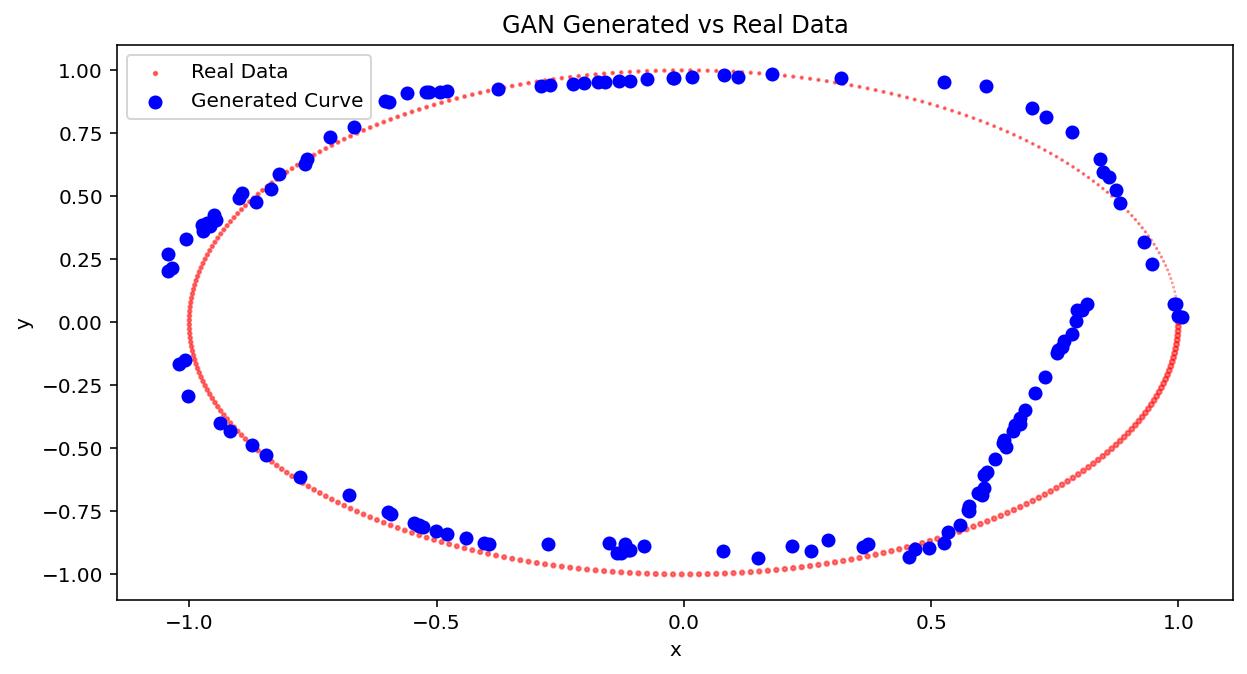 GAN Generated vs Real Data
Real Data
Generated Curve
1.00
0.75
0.50
0.25
0.00
−0.25
−0.50
−0.75
−1.00
y
−1.0 −0.5 0.0 0.5 1.0
x